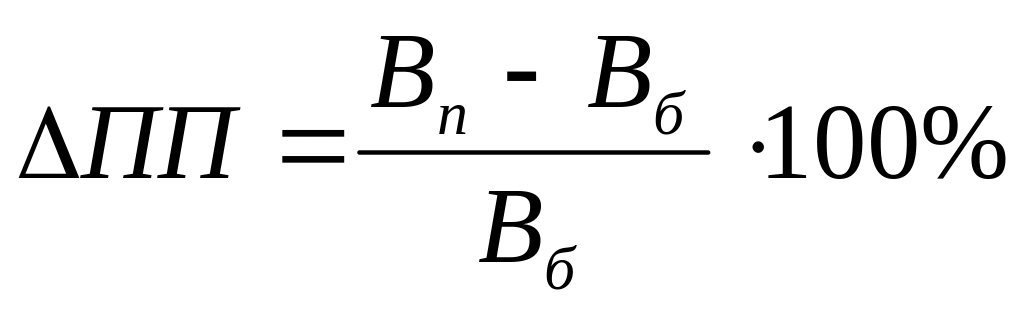 ΔПП = (Вп - Вб) / Вб ·100%